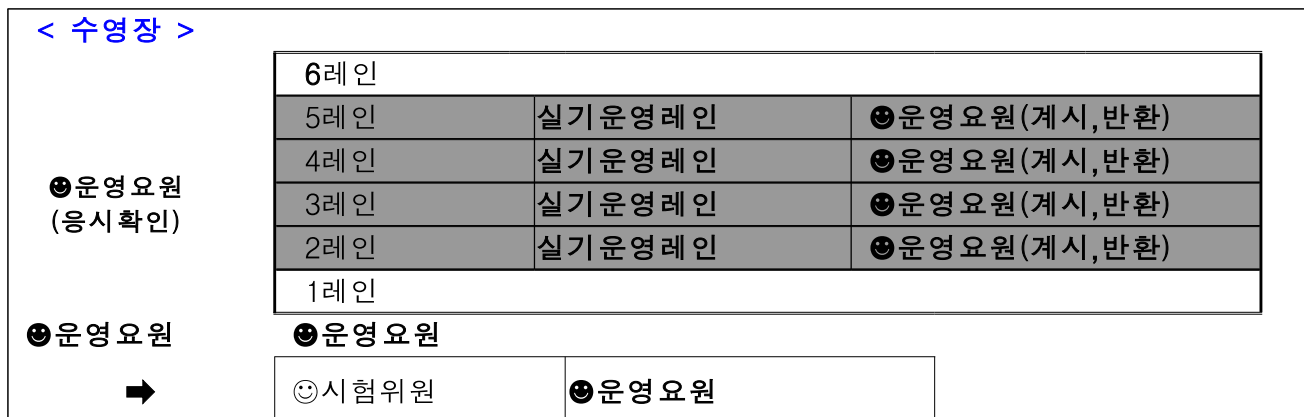 < 수영장 >
6레인
5레인 실기운영레인 ☻운영요원(계시,반환)
4레인 실기운영레인 ☻운영요원(계시,반환)
☻운영요원
(응시확인)
3레인 실기운영레인 ☻운영요원(계시,반환)
2레인 실기운영레인 ☻운영요원(계시,반환)
1레인
☻운영요원 ☻운영요원
➡ ☺시험위원 ☻운영요원